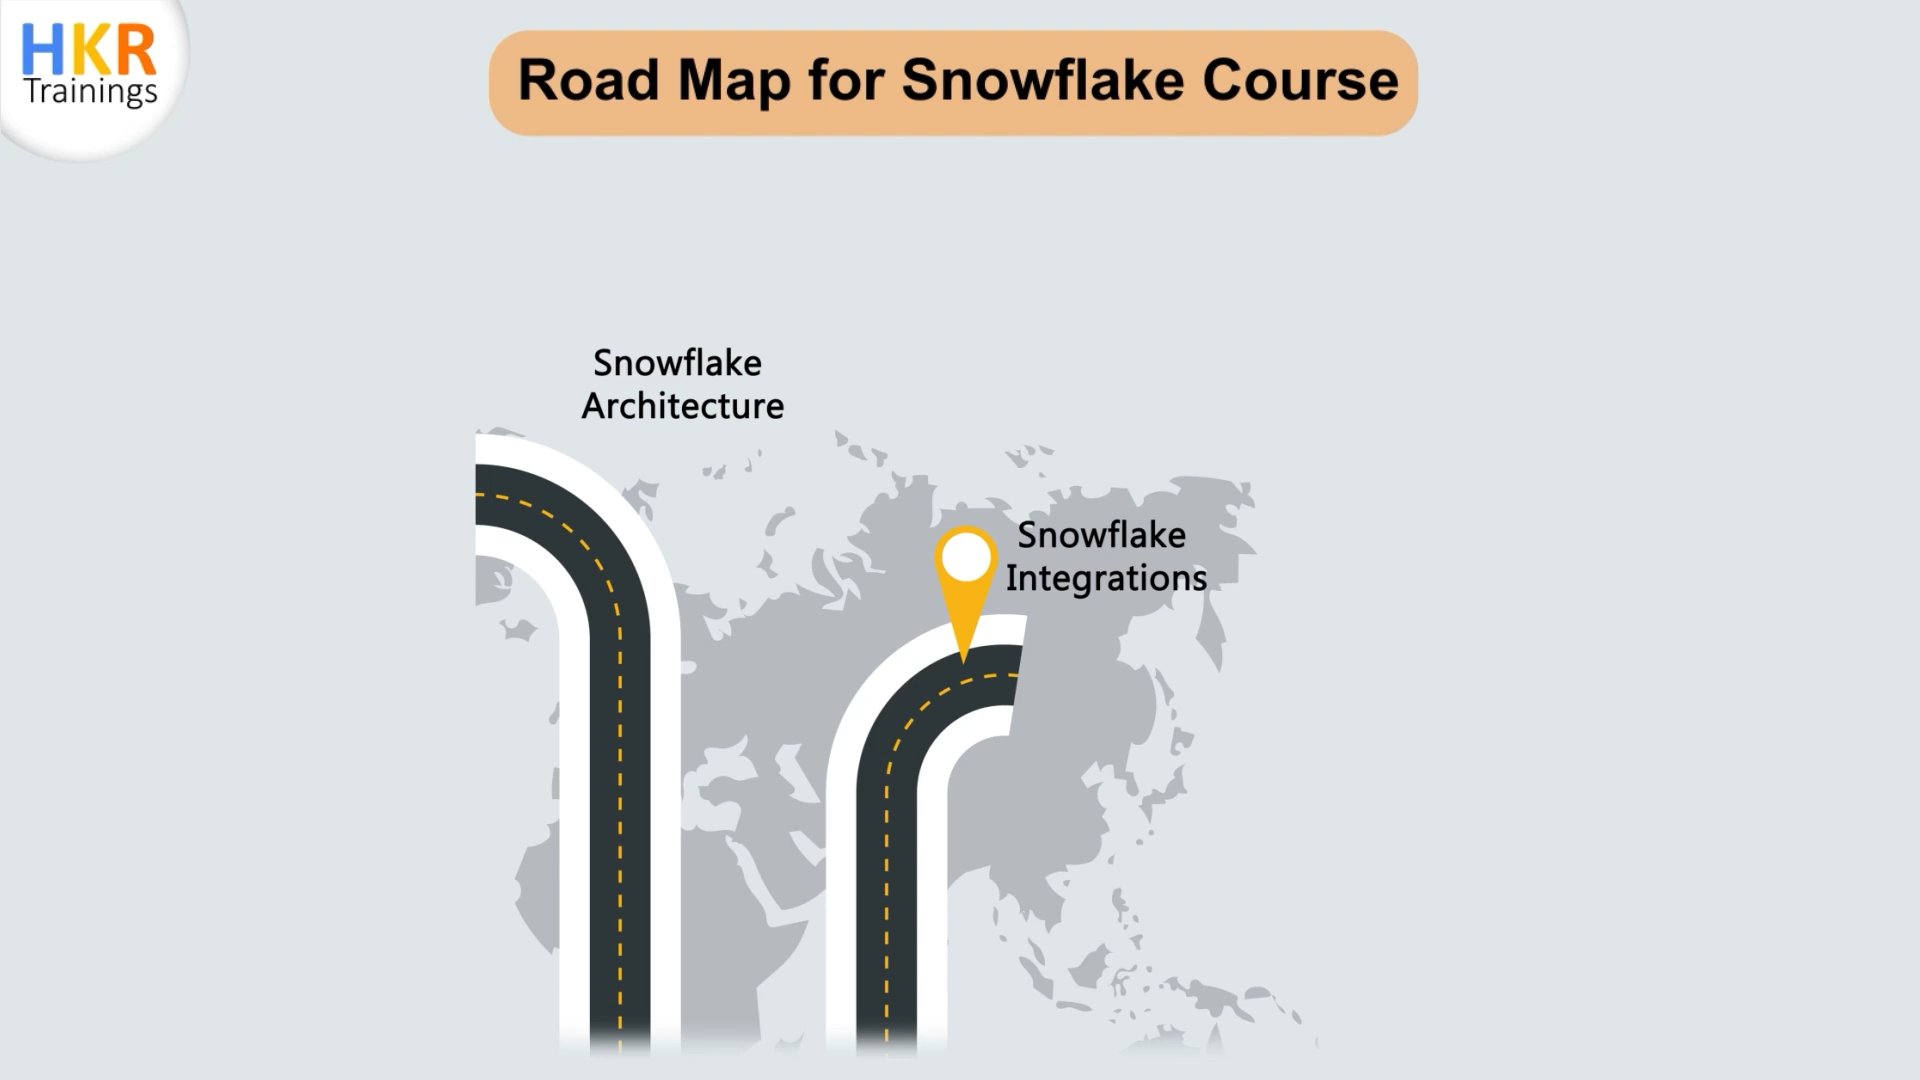 HKR
Trainings
Road Map for Snowflake Course
Snowflake
Architecture
Snowflake
Integrations